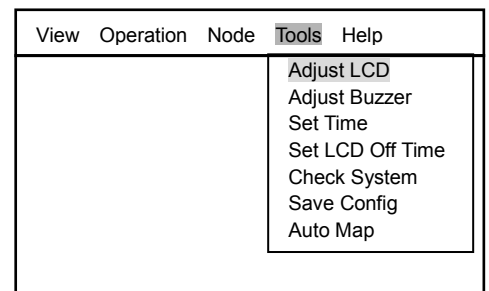 View Operation Node Tools Help
Adjust LCD
Adjust Buzzer
Set Time
Set LCD Off Time
Check System
Save Config
Auto Map